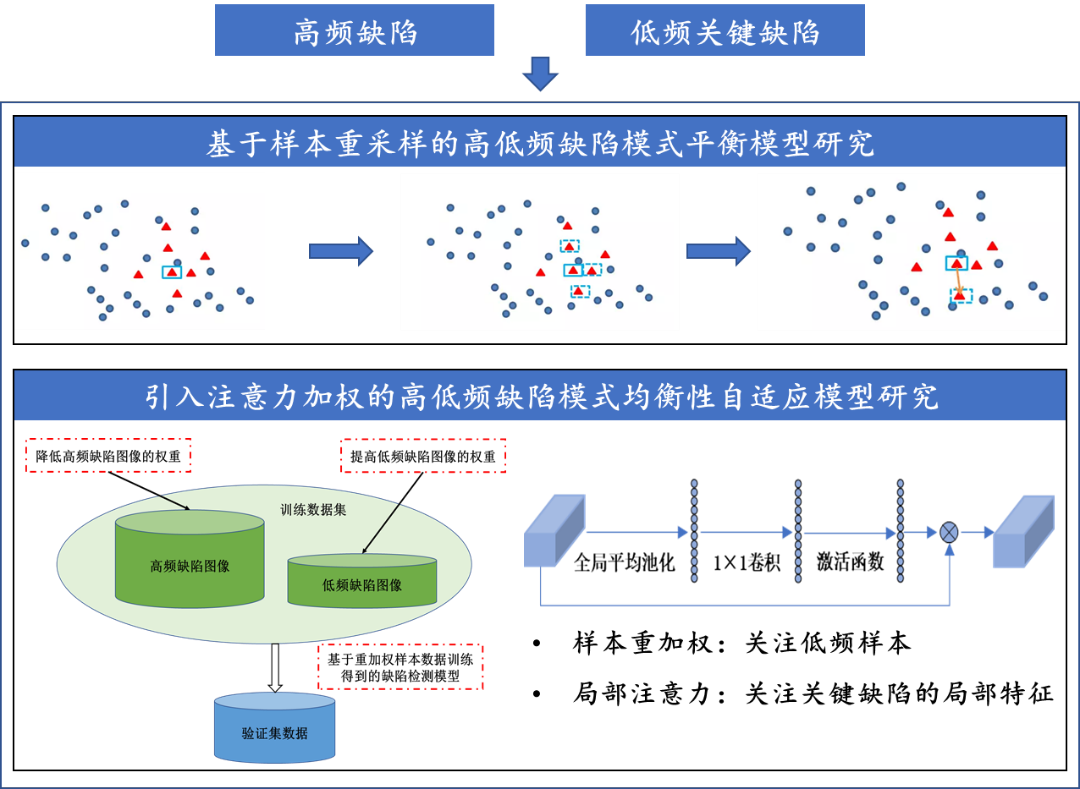 高频缺陷
低频关键缺陷
基于样本重采样的高低频缺陷模式平衡模型研究
引入注意力加权的高低频缺陷模式均衡性自适应模型研究
降低高频缺陷图像的权重
提高低频缺陷图像的权重
训练数据集
高频缺陷图像
低频缺陷图像
基于重加权样本数据训练
得到的缺陷检测模型
验证集数据
全局平均池化
1×1卷积
激活函数
• 样本重加权：关注低频样本
• 局部注意力：关注关键缺陷的局部特征